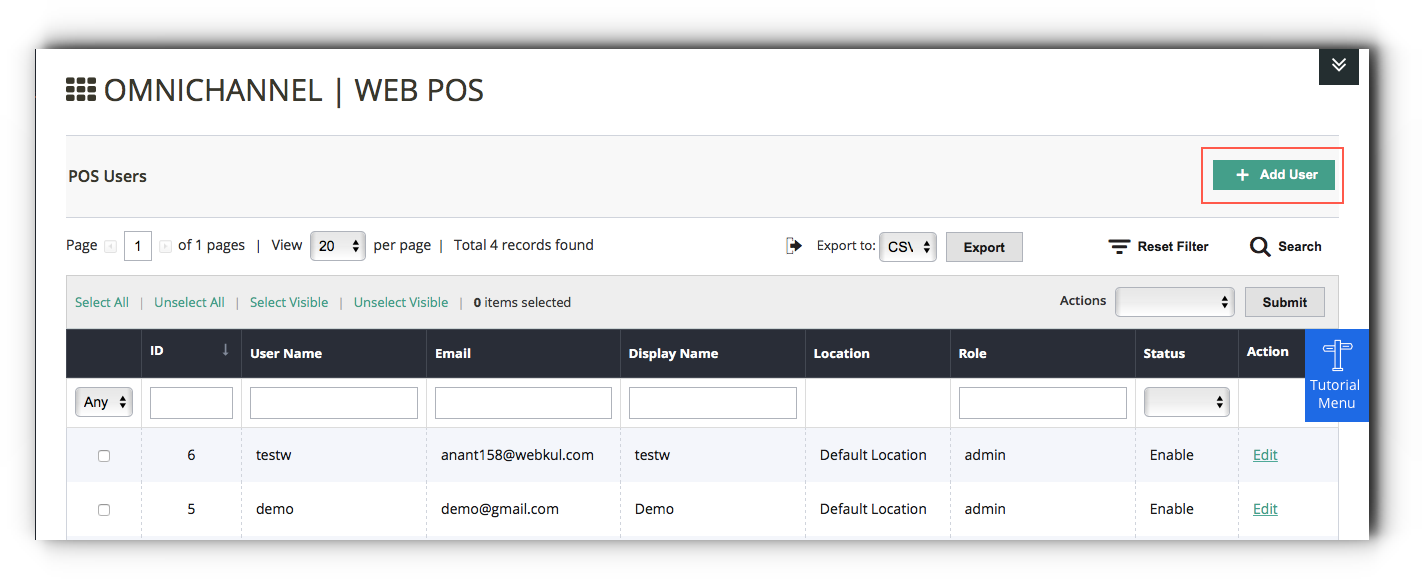 OMNICHANNEL | WEB POS
POS Users
+ Add User
Page 1 of 1 pages | View 20 per page | Total 4 records found Export to: CSV Export Reset Filter Search
Select All | Unselect All | Select Visible | Unselect Visible | 0 items selected Actions Submit
ID ↓ User Name Email Display Name Location Role Status Action
Tutorial
Menu
Any
6 testw anant158@webkul.com testw Default Location admin Enable Edit
5 demo demo@gmail.com Demo Default Location admin Enable Edit